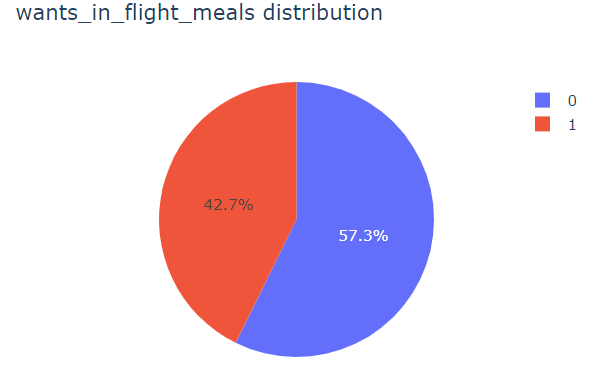 wants_in_flight_meals distribution
0
1
42.7%
57.3%